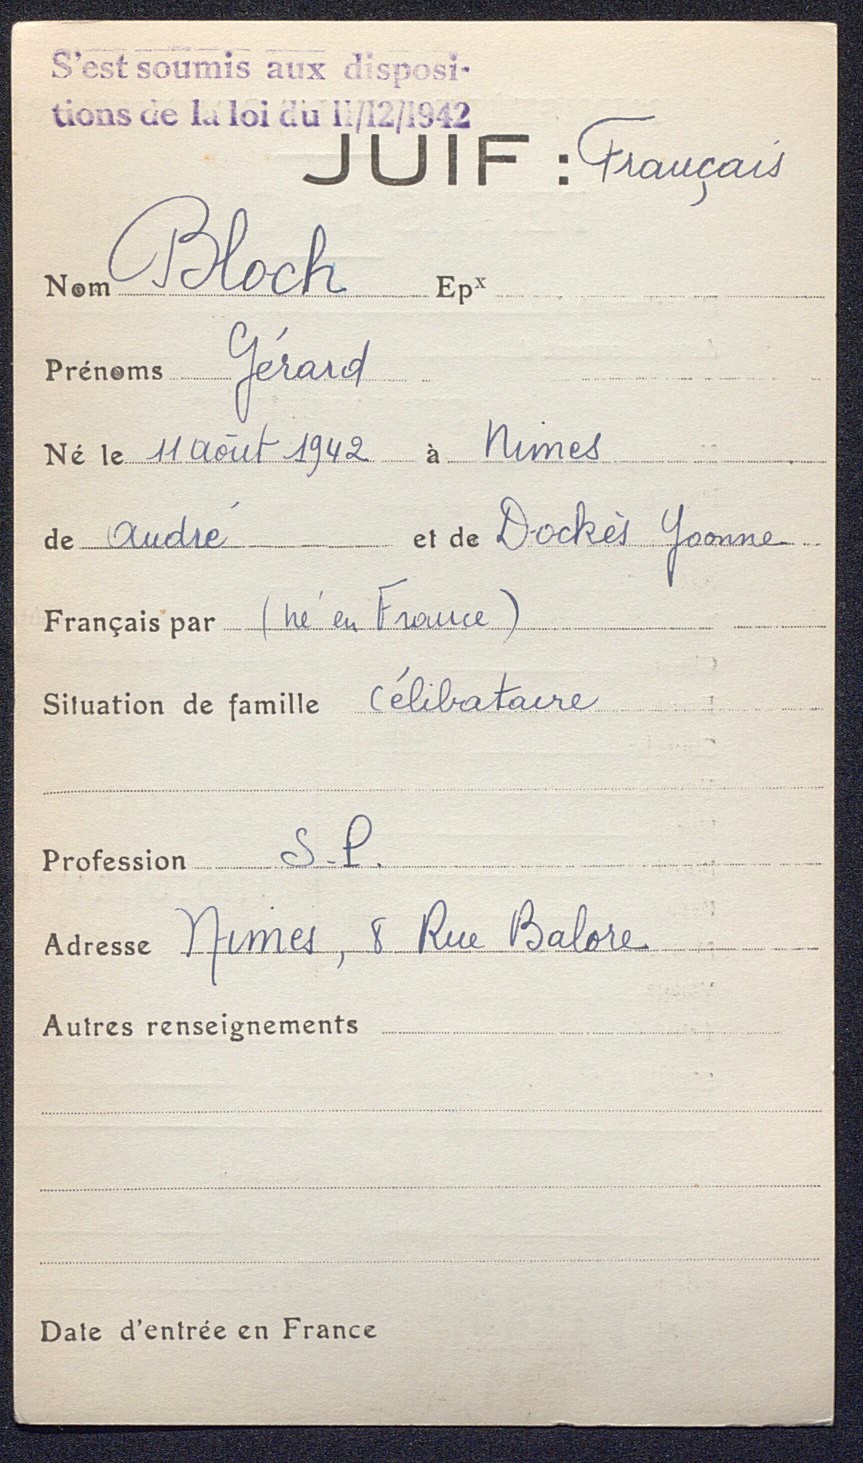 S'est soumis aux disposi-
tions de la loi du 11/12/1942
JUIF : Français
Nom Bloch Epx
Prénoms Gérard
Né le 11 août 1942 à Nimes
de André et de Dockès Yvonne
Français par (né en France)
Situation de famille célibataire
Profession S.P.
Adresse Nimes, 8 Rue Balore
Autres renseignements
Date d'entrée en France